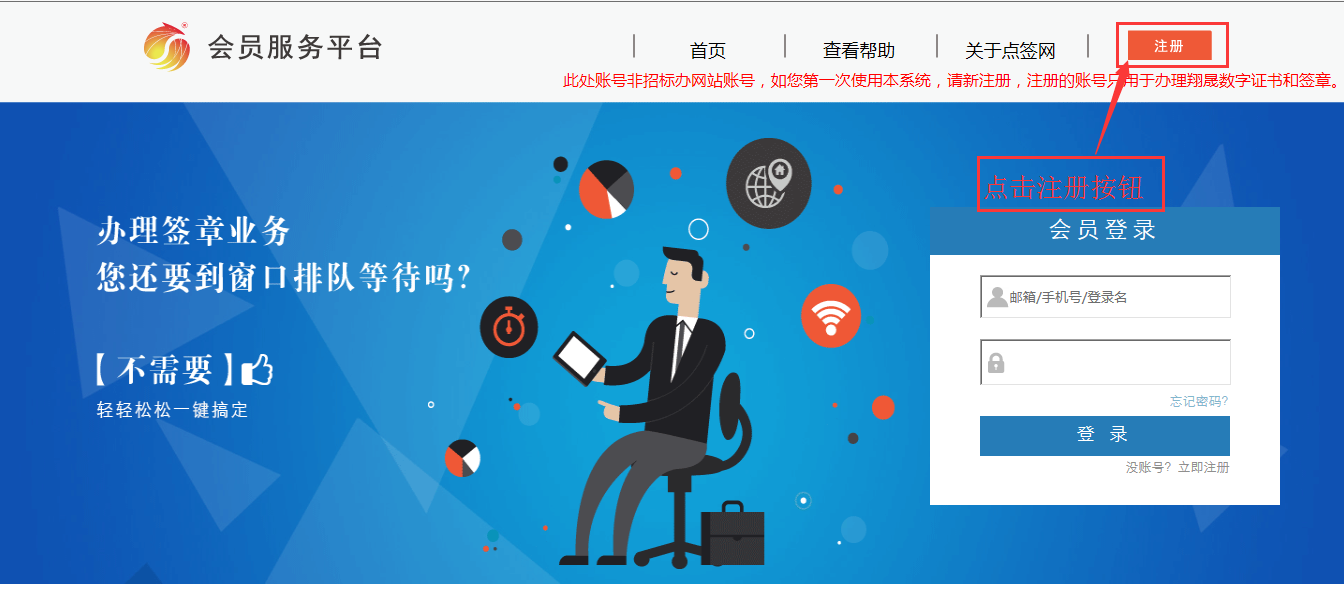 会员服务平台
首页
查看帮助
关于点签网
注册
此处账号非招标办网站账号，如您第一次使用本系统，请新注册，注册的账号只用于办理翔晟数字证书和签章。
点击注册按钮
办理签章业务
您还要到窗口排队等待吗?
【不需要】
轻轻松松一键搞定
会员登录
邮箱/手机号/登录名
忘记密码?
登 录
没账号? 立即注册